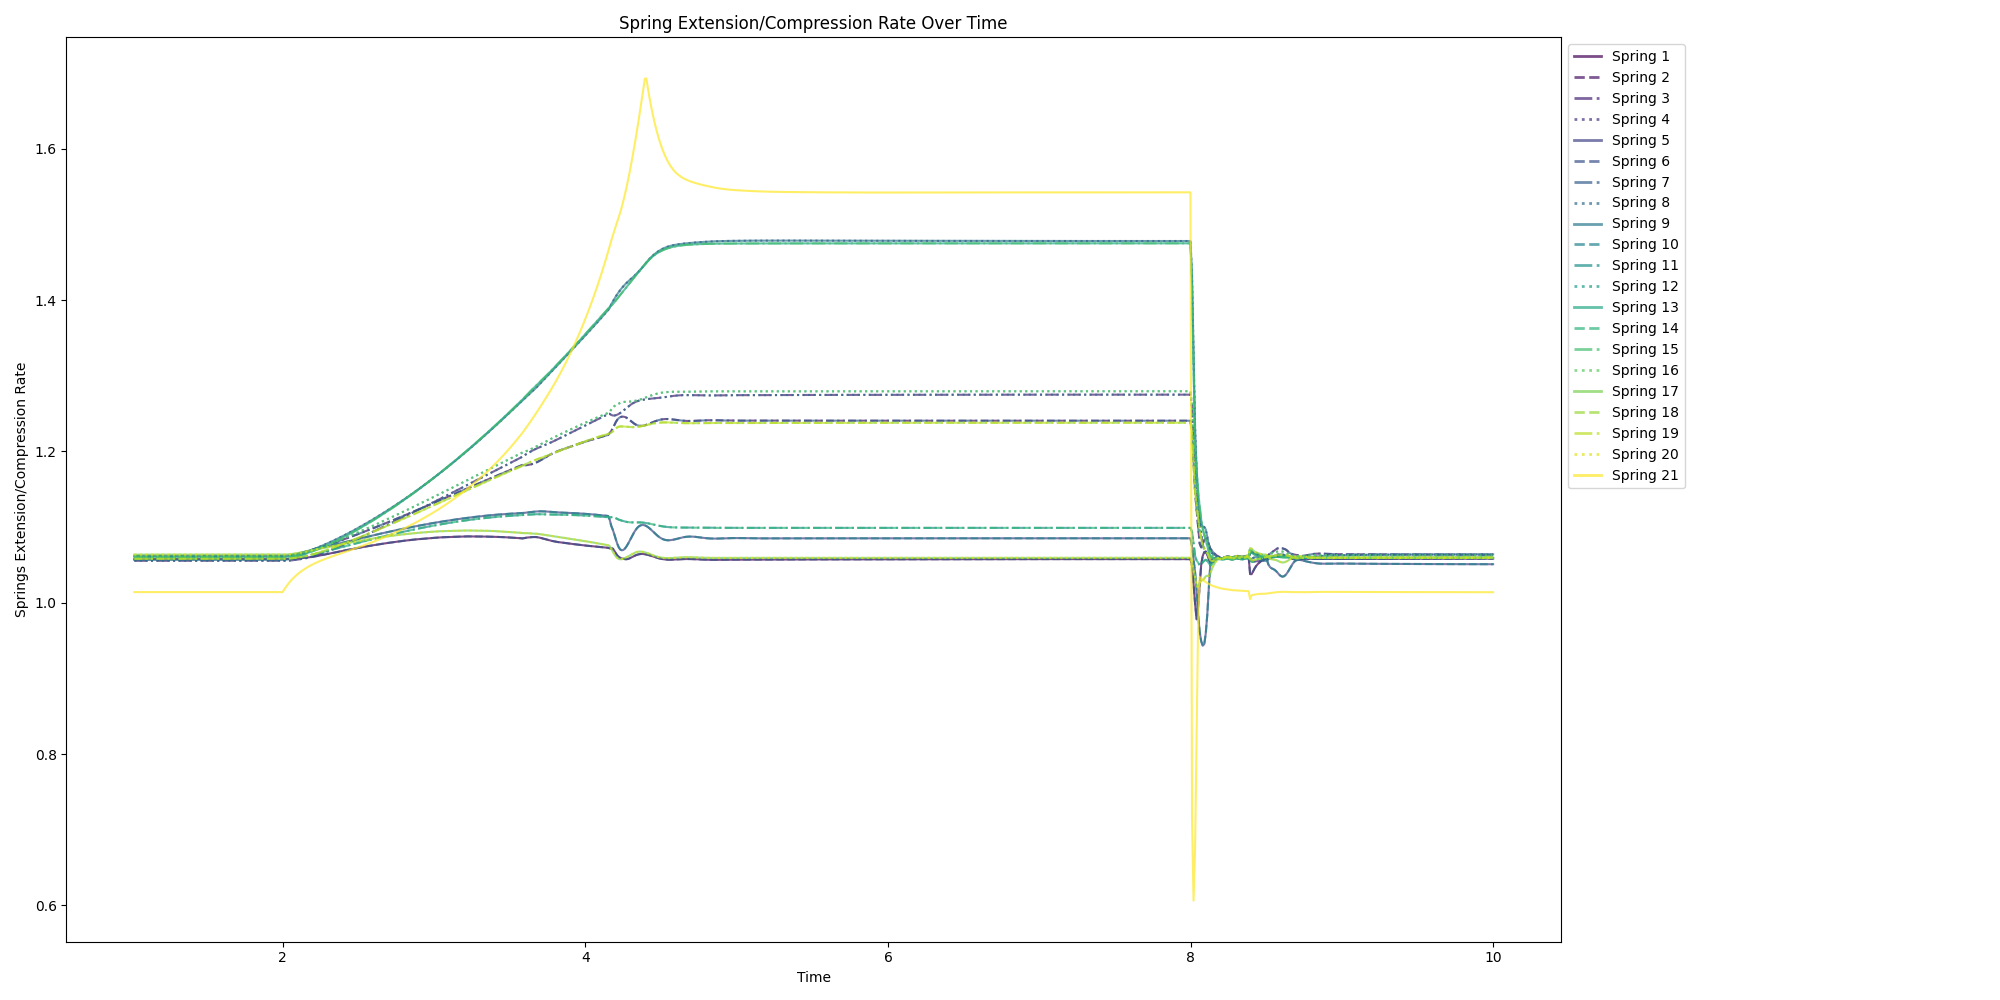 Spring Extension/Compression Rate Over Time
Springs Extension/Compression Rate
1.6
1.4
1.2
1.0
0.8
0.6
2
4
6
8
10
Time
Spring 1
Spring 2
Spring 3
Spring 4
Spring 5
Spring 6
Spring 7
Spring 8
Spring 9
Spring 10
Spring 11
Spring 12
Spring 13
Spring 14
Spring 15
Spring 16
Spring 17
Spring 18
Spring 19
Spring 20
Spring 21